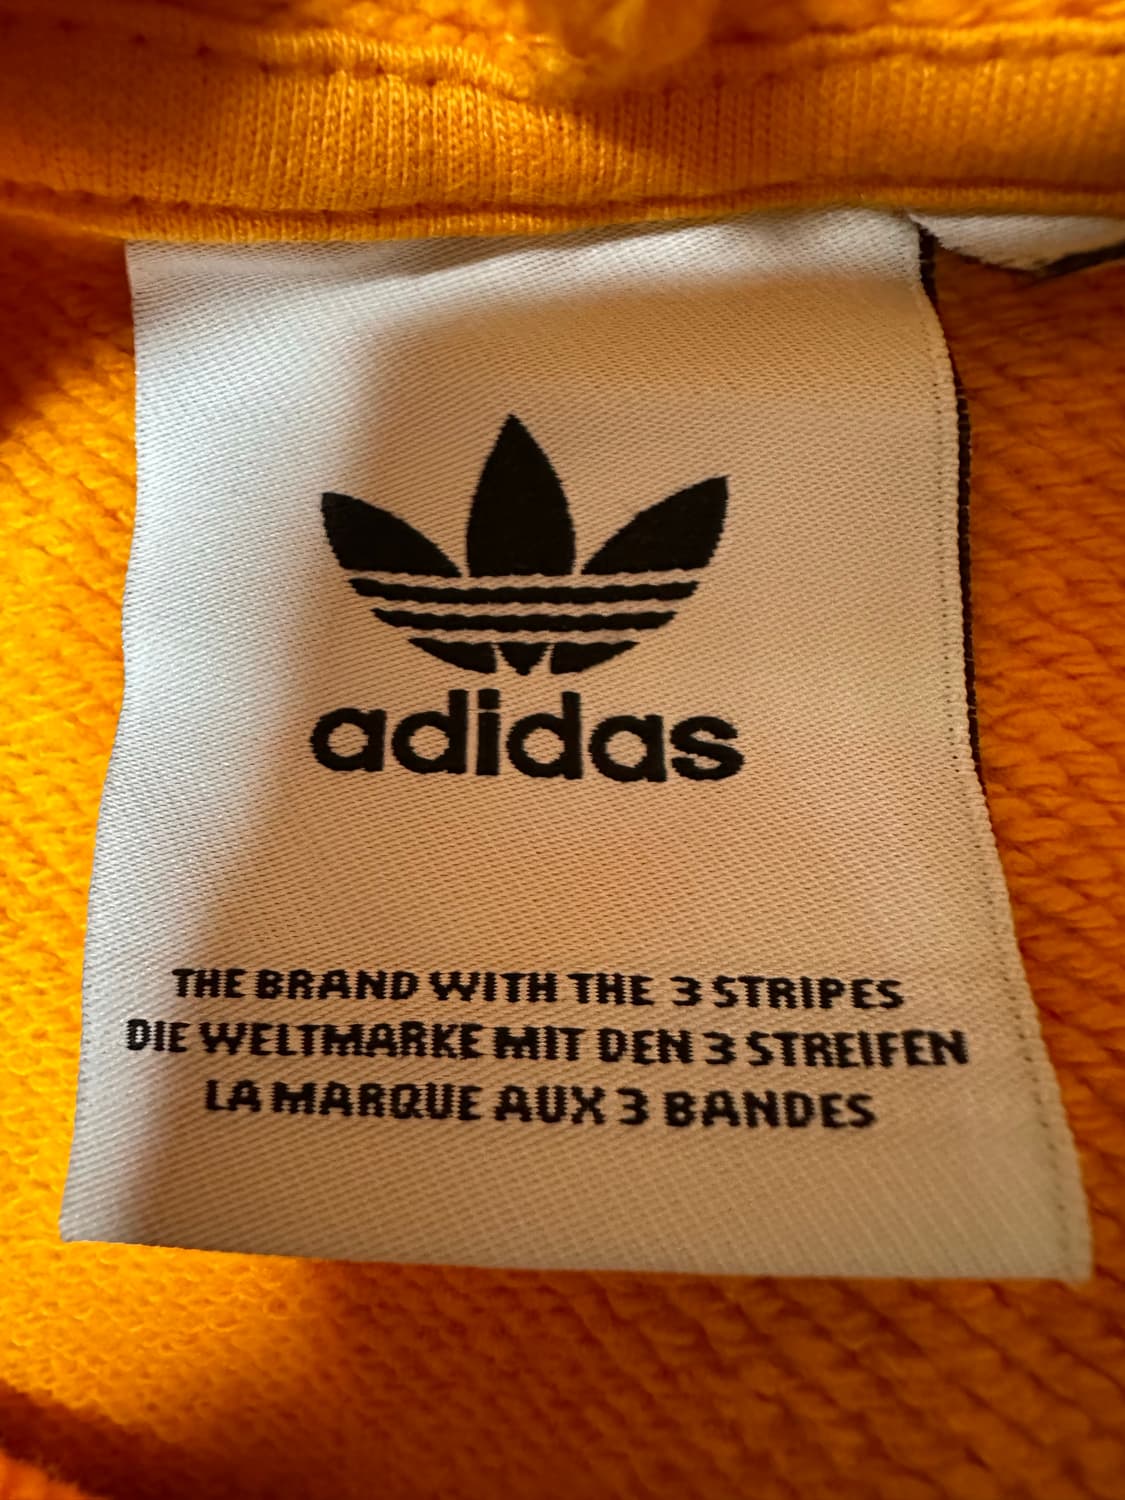 adidas
THE BRAND WITH THE 3 STRIPES
DIE WELTMARKE MIT DEN 3 STREIFEN
LA MARQUE AUX 3 BANDES